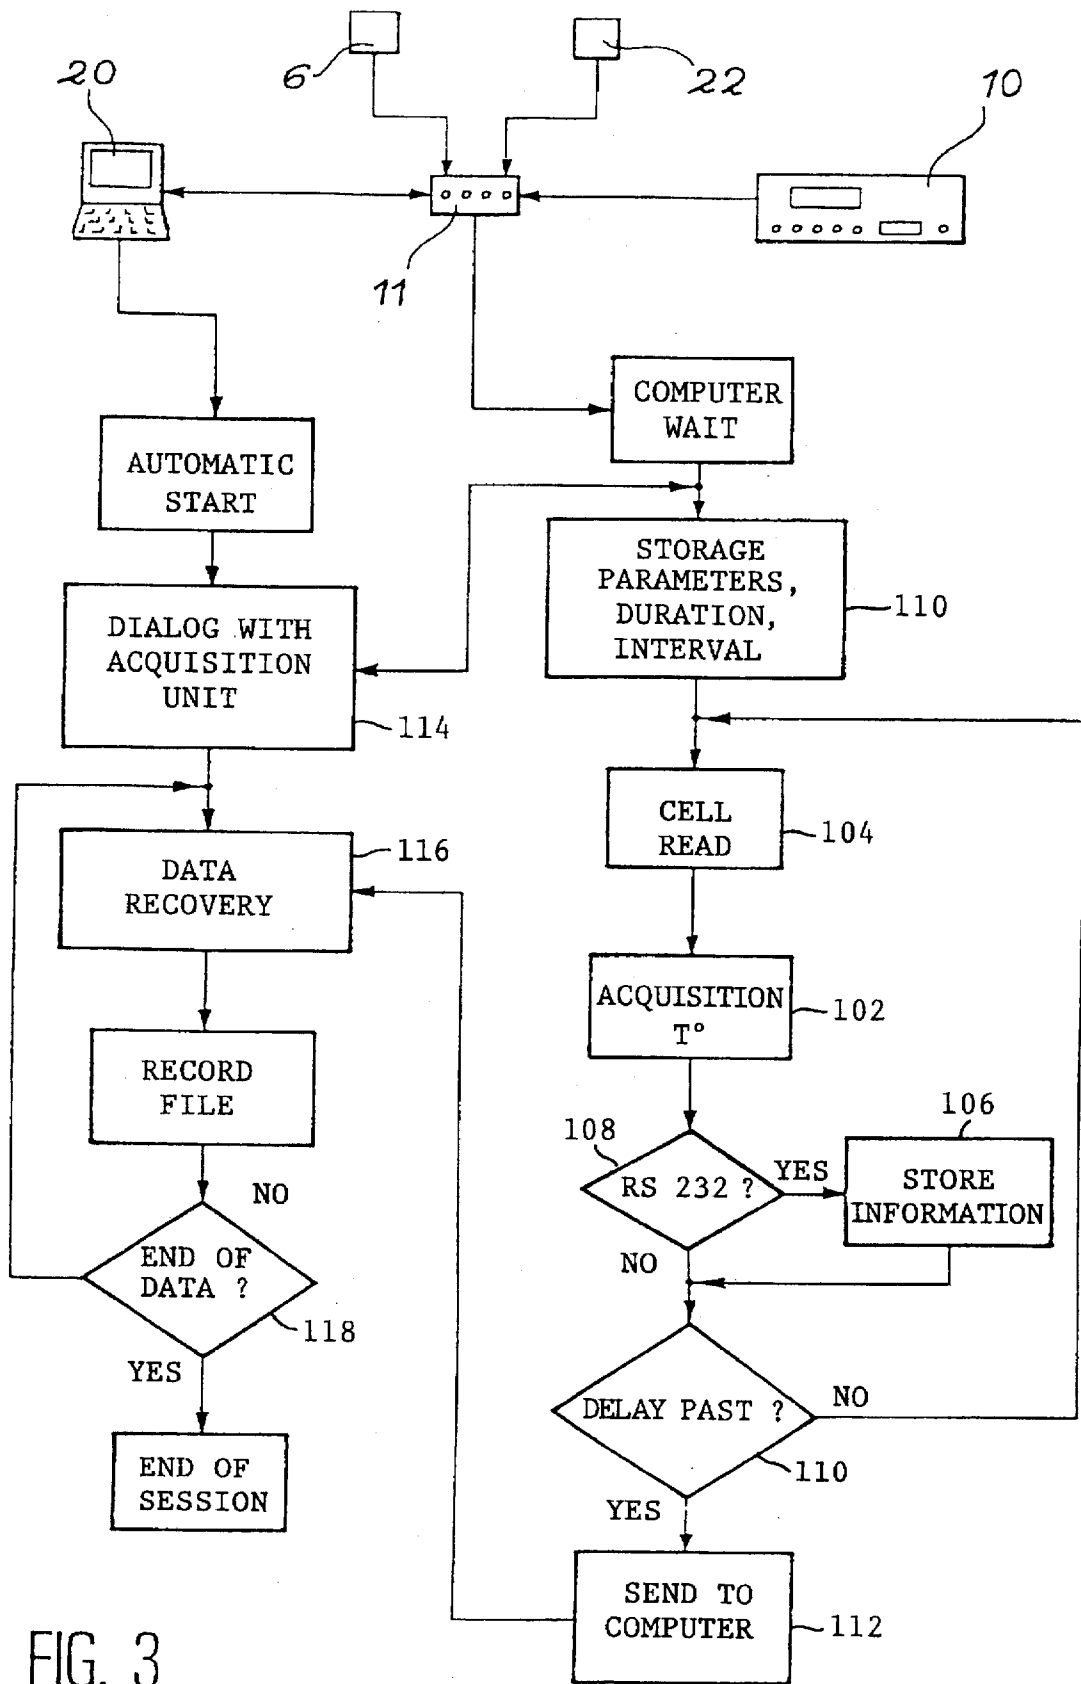 6
22
20
10
11
COMPUTER
WAIT
AUTOMATIC
START
STORAGE
PARAMETERS,
DURATION,
INTERVAL
110
DIALOG WITH
ACQUISITION
UNIT
114
CELL
READ
104
116
DATA
RECOVERY
ACQUISITION
T°
102
RECORD
FILE
108
RS 232 ?
YES
106
STORE
INFORMATION
NO
NO
END OF
DATA ?
118
YES
DELAY PAST ?
NO
110
YES
END OF
SESSION
SEND TO
COMPUTER
112
FIG. 3